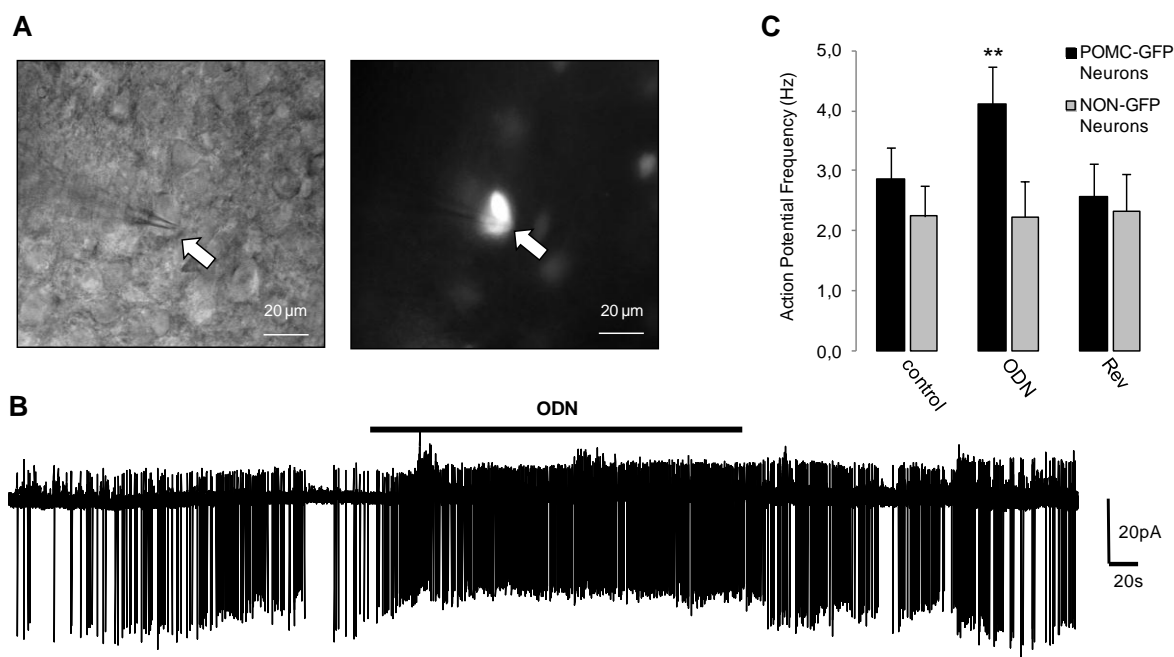 A
20 µm
20 µm
C
5,0
4,0
3,0
2,0
1,0
0,0
Action Potential Frequency (Hz)
**
POMC-GFP
Neurons
NON-GFP
Neurons
control
ODN
Rev
B
ODN
20pA
20s